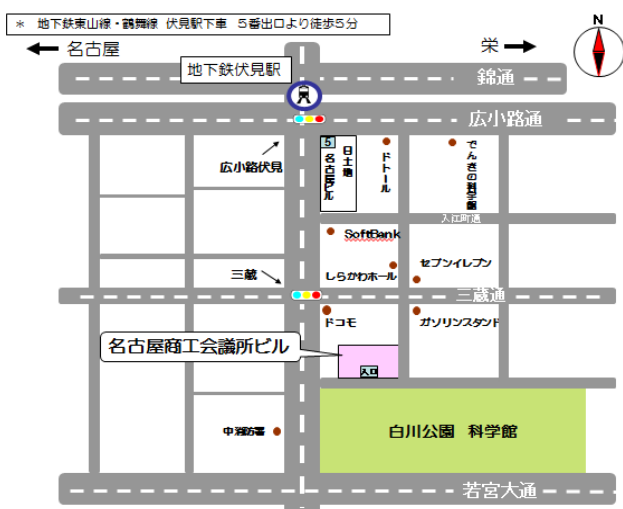 * 地下鉄東山線・鶴舞線 伏見駅下車 5番出口より徒歩5分
名古屋
栄
N
地下鉄伏見駅
錦通
広小路通
広小路伏見
5
日土地
名古屋ビル
ドトール
でんきの科学館
入江町通
SoftBank
セブンイレブン
三蔵
しらかわホール
三蔵通
ドコモ
ガソリンスタンド
名古屋商工会議所ビル
入口
中消防署
白川公園 科学館
若宮大通